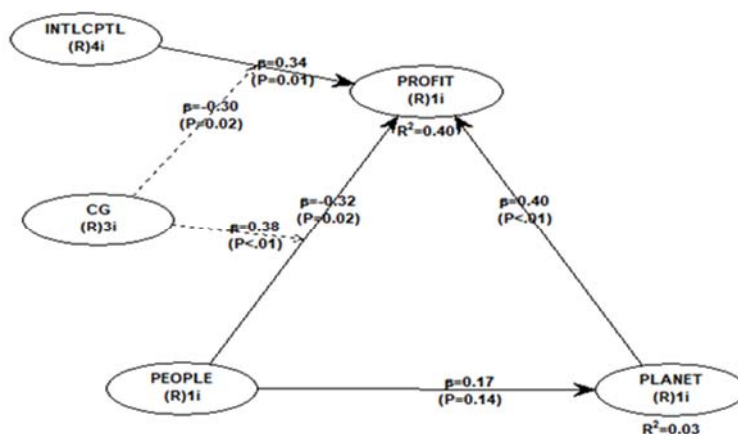 INTLCPTL
(R)4i
β=0.34
(P=0.01)
PROFIT
(R)1i
R²=0.40
β=-0.30
(P=0.02)
CG
(R)3i
β=0.38
(P<.01)
β=-0.32
(P=0.02)
β=0.40
(P<.01)
PEOPLE
(R)1i
β=0.17
(P=0.14)
PLANET
(R)1i
R²=0.03